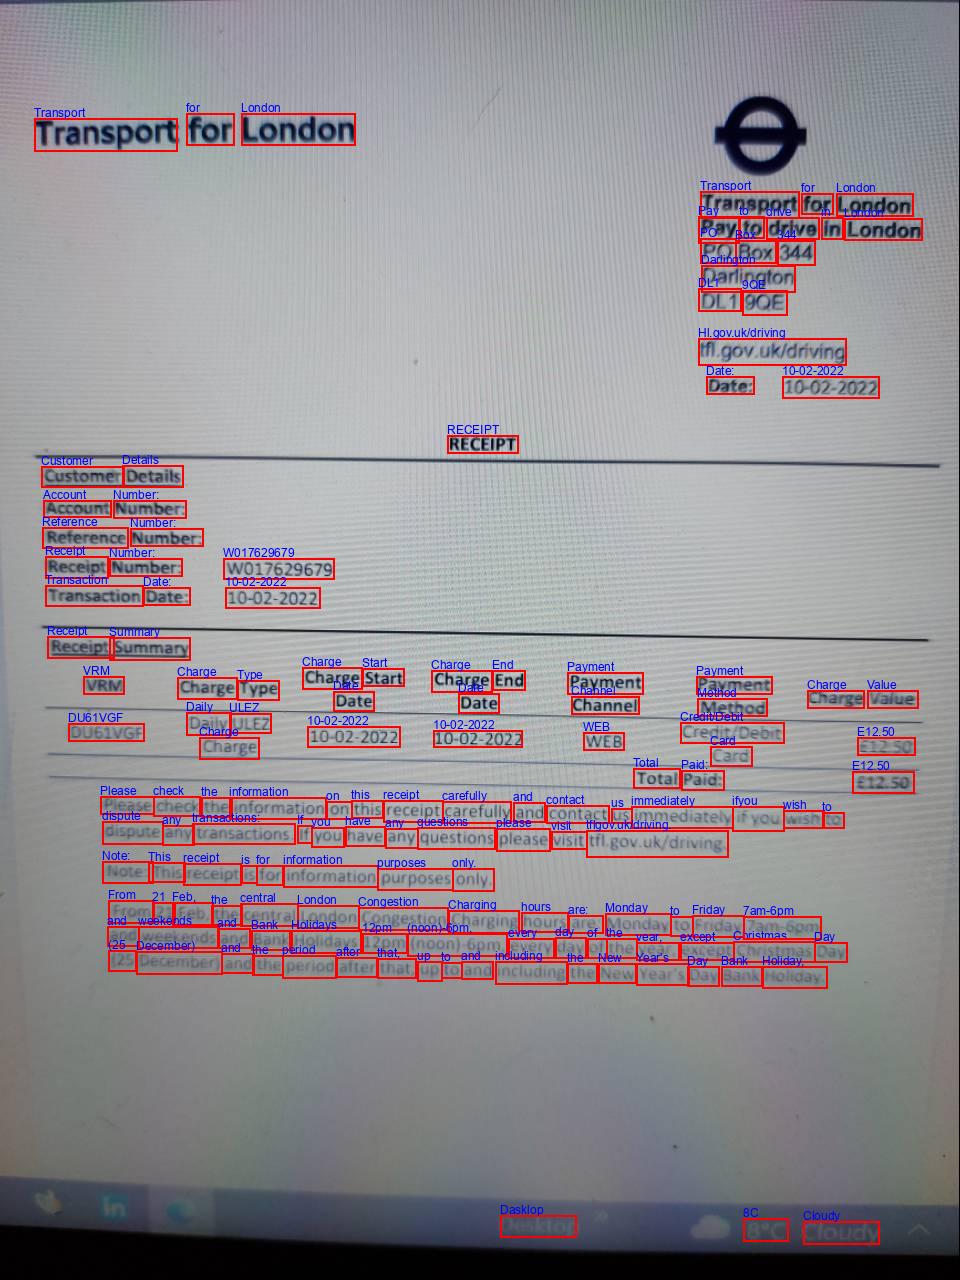 Transport for London
Transport for London
Pay to drive in London
PO Box 344
Darlington
DL1 9QE
tfl.gov.uk/driving
Date: 10-02-2022
RECEIPT
Customer Details
Account Number:
Reference Number:
Receipt Number: W017629679
Transaction Date: 10-02-2022
Receipt Summary
VRM Charge Type Charge Start Date Charge End Date Payment Channel Payment Method Charge Value
DU61VGF Daily ULEZ Charge 10-02-2022 10-02-2022 WEB Credit/Debit Card £12.50
Total Paid: £12.50
Please check the information on this receipt carefully and contact us immediately if you wish to
dispute any transactions. If you have any questions please visit tfl.gov.uk/driving.
Note: This receipt is for information purposes only.
From 21 Feb, the central London Congestion Charging hours are: Monday to Friday 7am-6pm
and weekends and Bank Holidays 12pm (noon)-6pm, every day of the year, except Christmas Day
(25 December) and the period after that, up to and including the New Year's Day Bank Holiday.
Desktop 8°C Cloudy